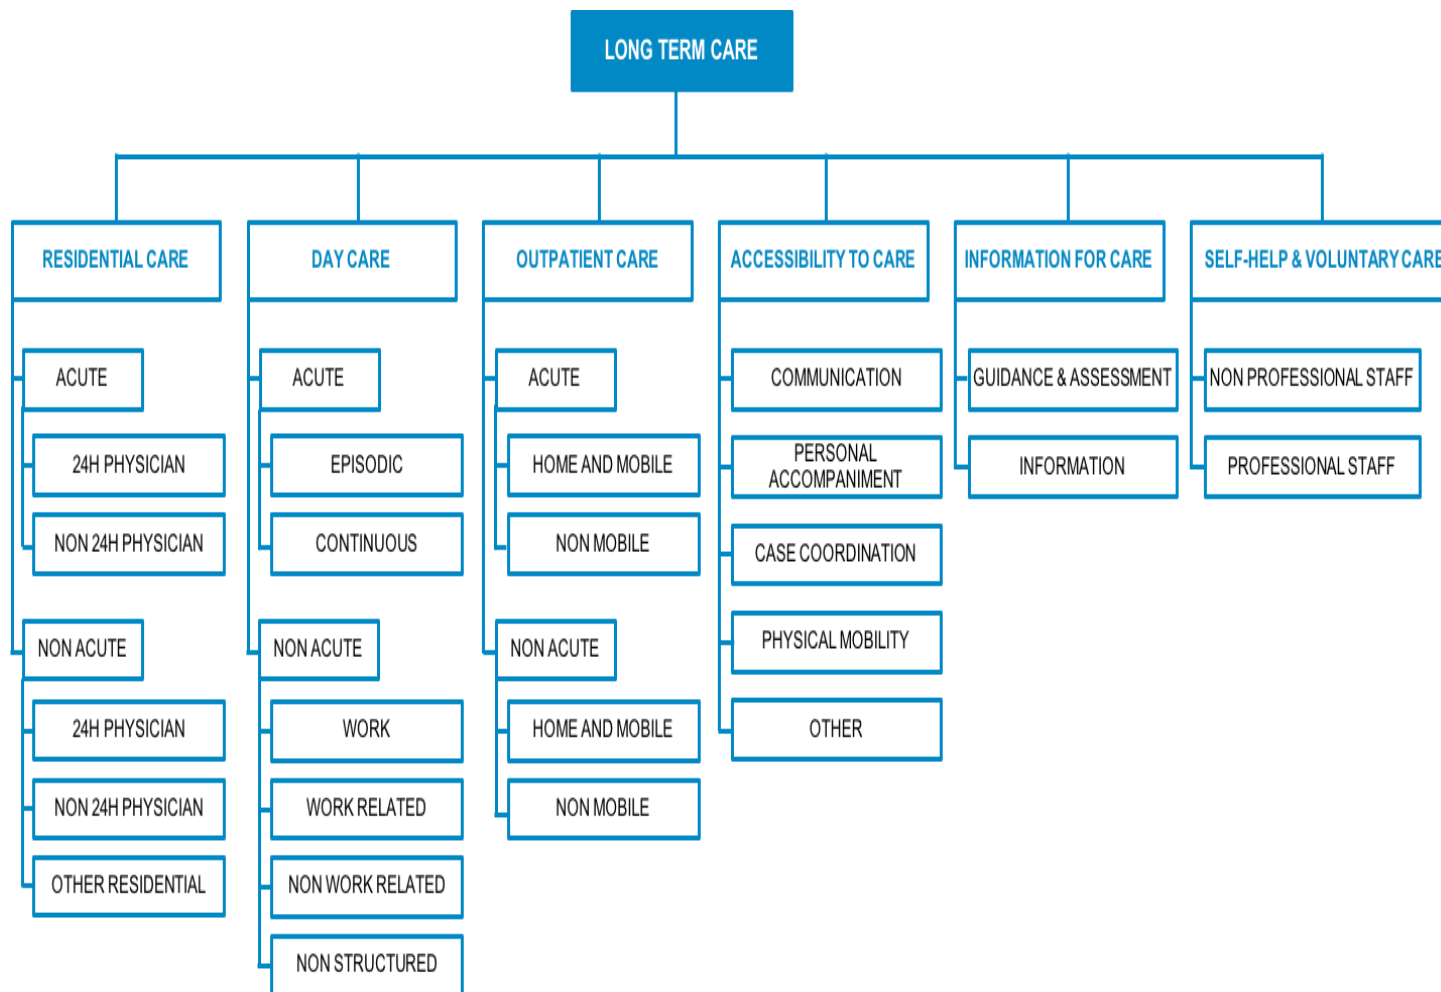 LONG TERM CARE
RESIDENTIAL CARE
ACUTE
24H PHYSICIAN
NON 24H PHYSICIAN
NON ACUTE
24H PHYSICIAN
NON 24H PHYSICIAN
OTHER RESIDENTIAL
DAY CARE
ACUTE
EPISODIC
CONTINUOUS
NON ACUTE
WORK
WORK RELATED
NON WORK RELATED
NON STRUCTURED
OUTPATIENT CARE
ACUTE
HOME AND MOBILE
NON MOBILE
NON ACUTE
HOME AND MOBILE
NON MOBILE
ACCESSIBILITY TO CARE
COMMUNICATION
PERSONAL
ACCOMPANIMENT
CASE COORDINATION
PHYSICAL MOBILITY
OTHER
INFORMATION FOR CARE
GUIDANCE & ASSESSMENT
INFORMATION
SELF-HELP & VOLUNTARY CARE
NON PROFESSIONAL STAFF
PROFESSIONAL STAFF